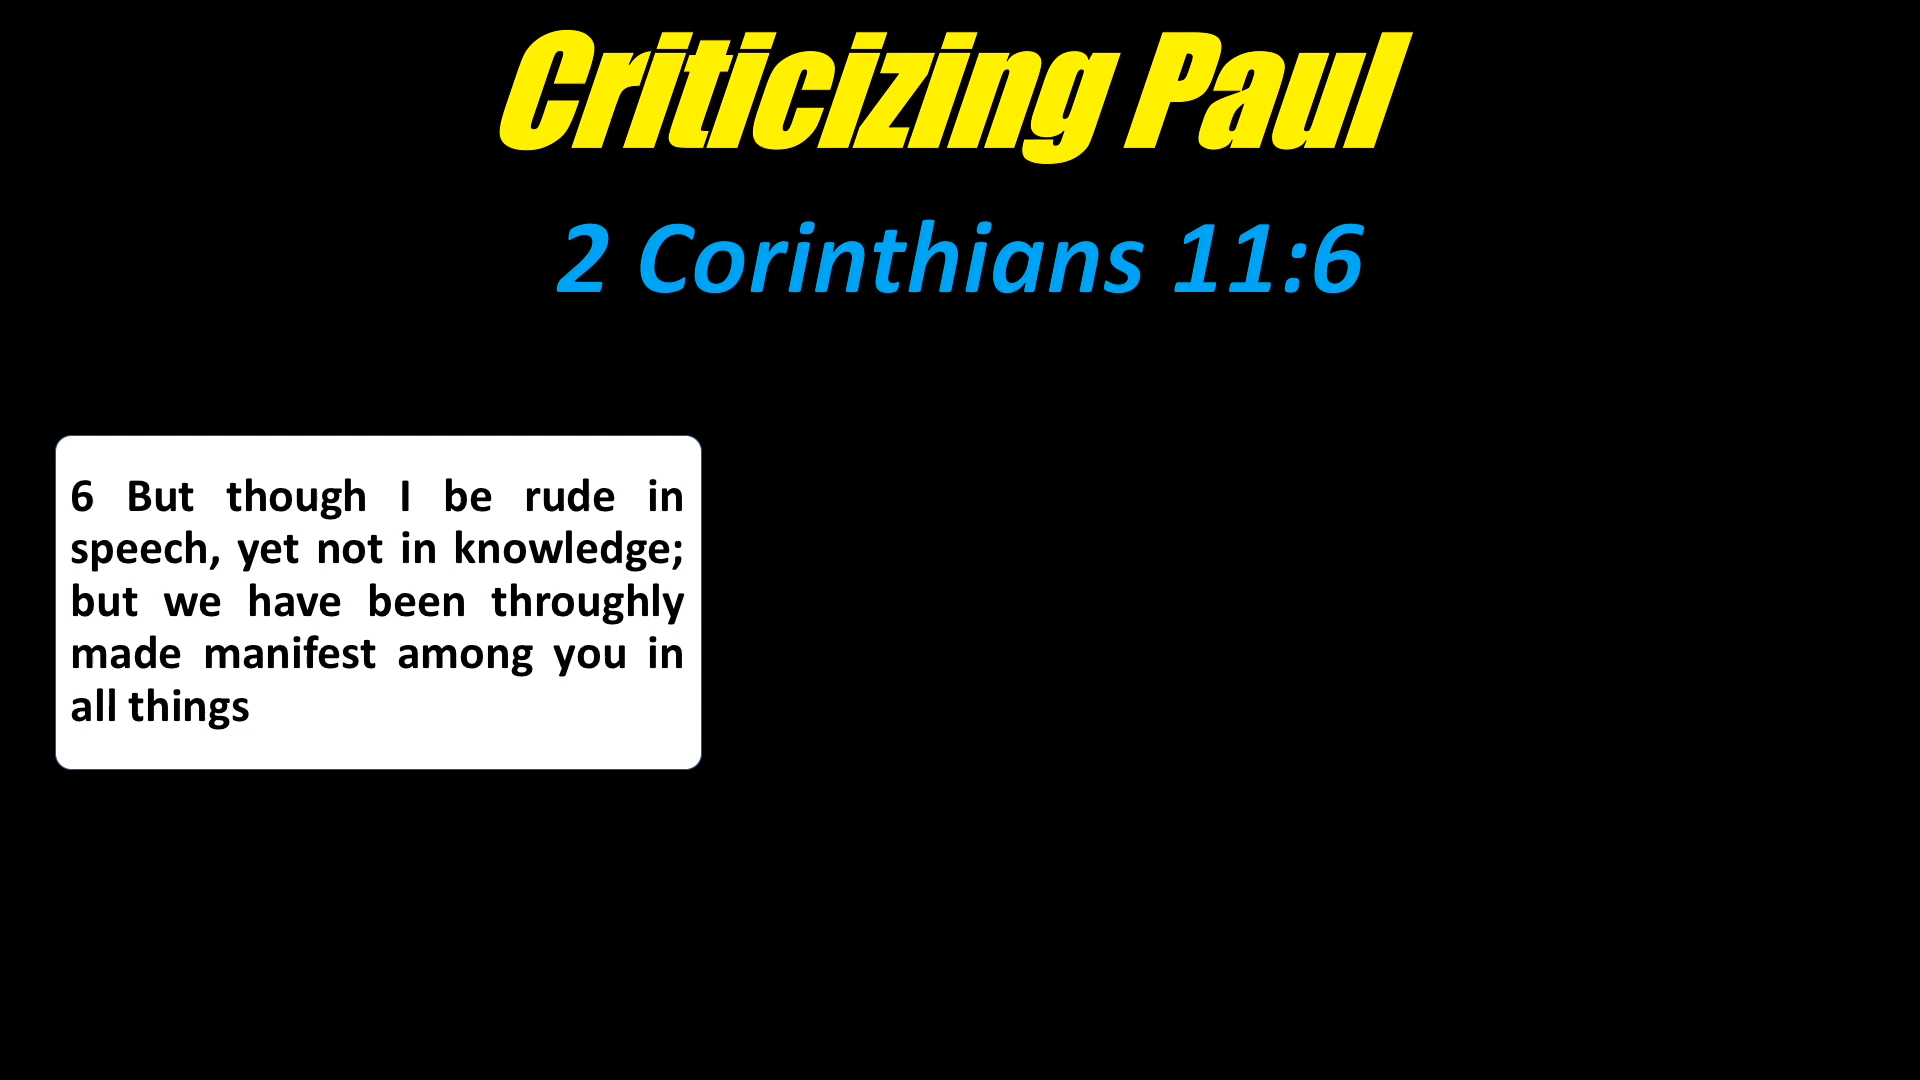 Criticizing Paul
2 Corinthians 11:6
6 But though I be rude in
speech, yet not in knowledge;
but we have been throughly
made manifest among you in
all things